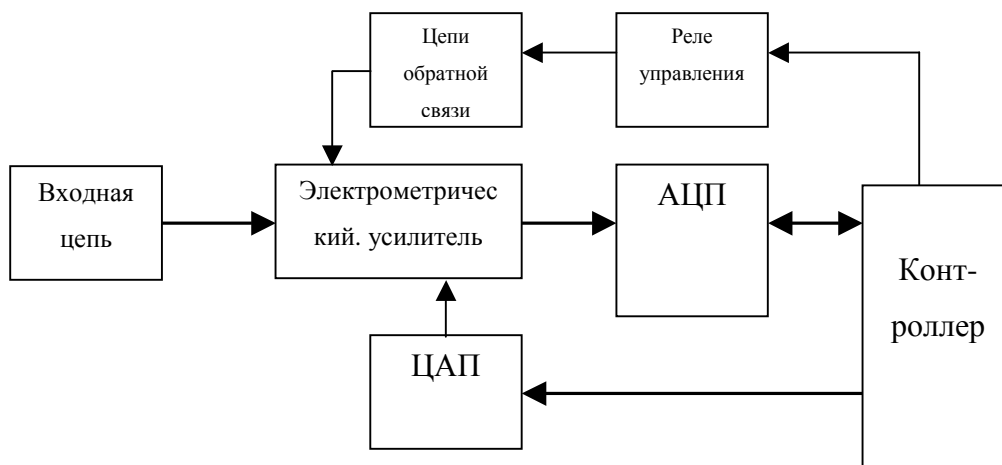 Цепи
обратной
связи
Реле
управления
Входная
цепь
Электрометричес
кий. усилитель
АЦП
Конт-
роллер
ЦАП